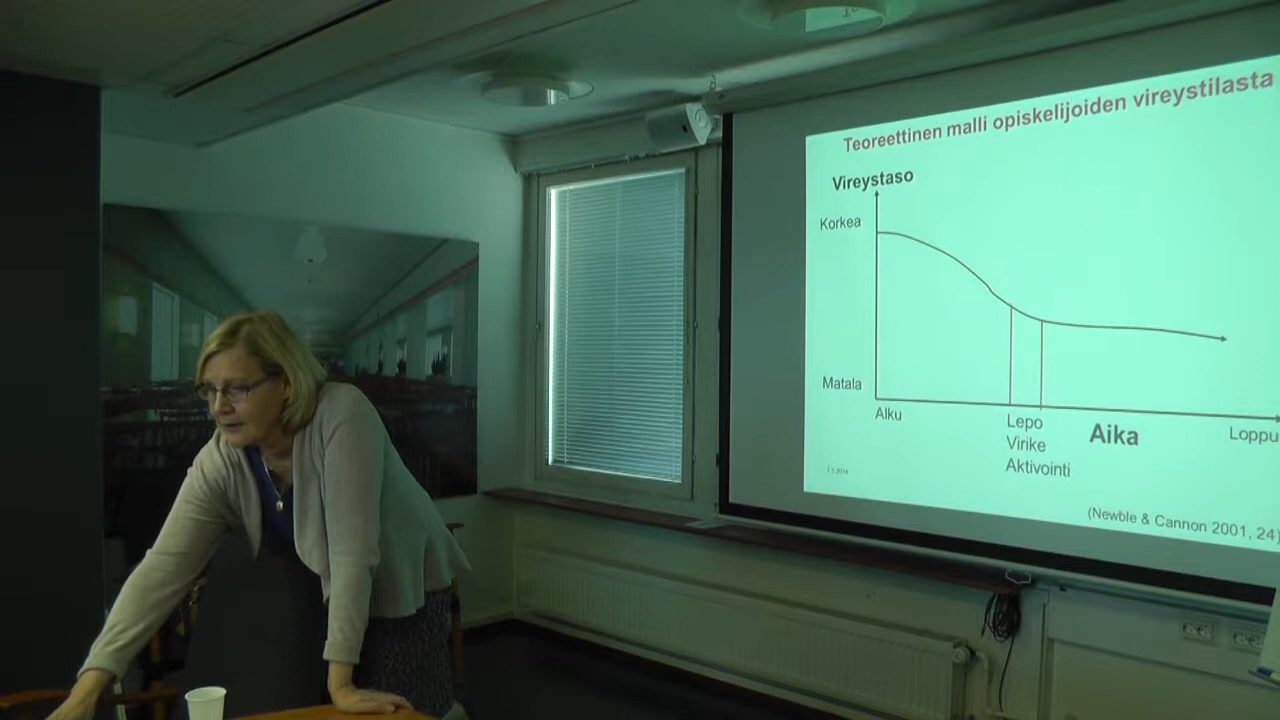 Teoreettinen malli opiskelijoiden vireystilasta
Vireystaso
Korkea
Matala
Alku
Lepo
Virike
Aktivointi
Aika
Loppu
(Newble & Cannon 2001, 24)